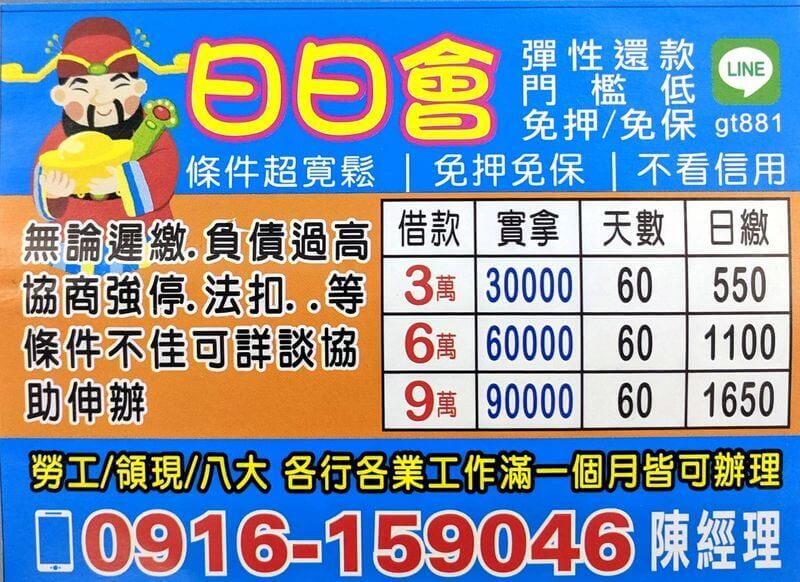 日日會
彈性還款
門檻低
免押/免保
LINE
gt881
條件超寬鬆 | 免押免保 | 不看信用
無論遲繳.負債過高
協商強停.法扣..等
條件不佳可詳談協
助伸辦
借款 實拿 天數 日繳
3萬 30000 60 550
6萬 60000 60 1100
9萬 90000 60 1650
勞工/領現/八大 各行各業工作滿一個月皆可辦理
0916-159046 陳經理